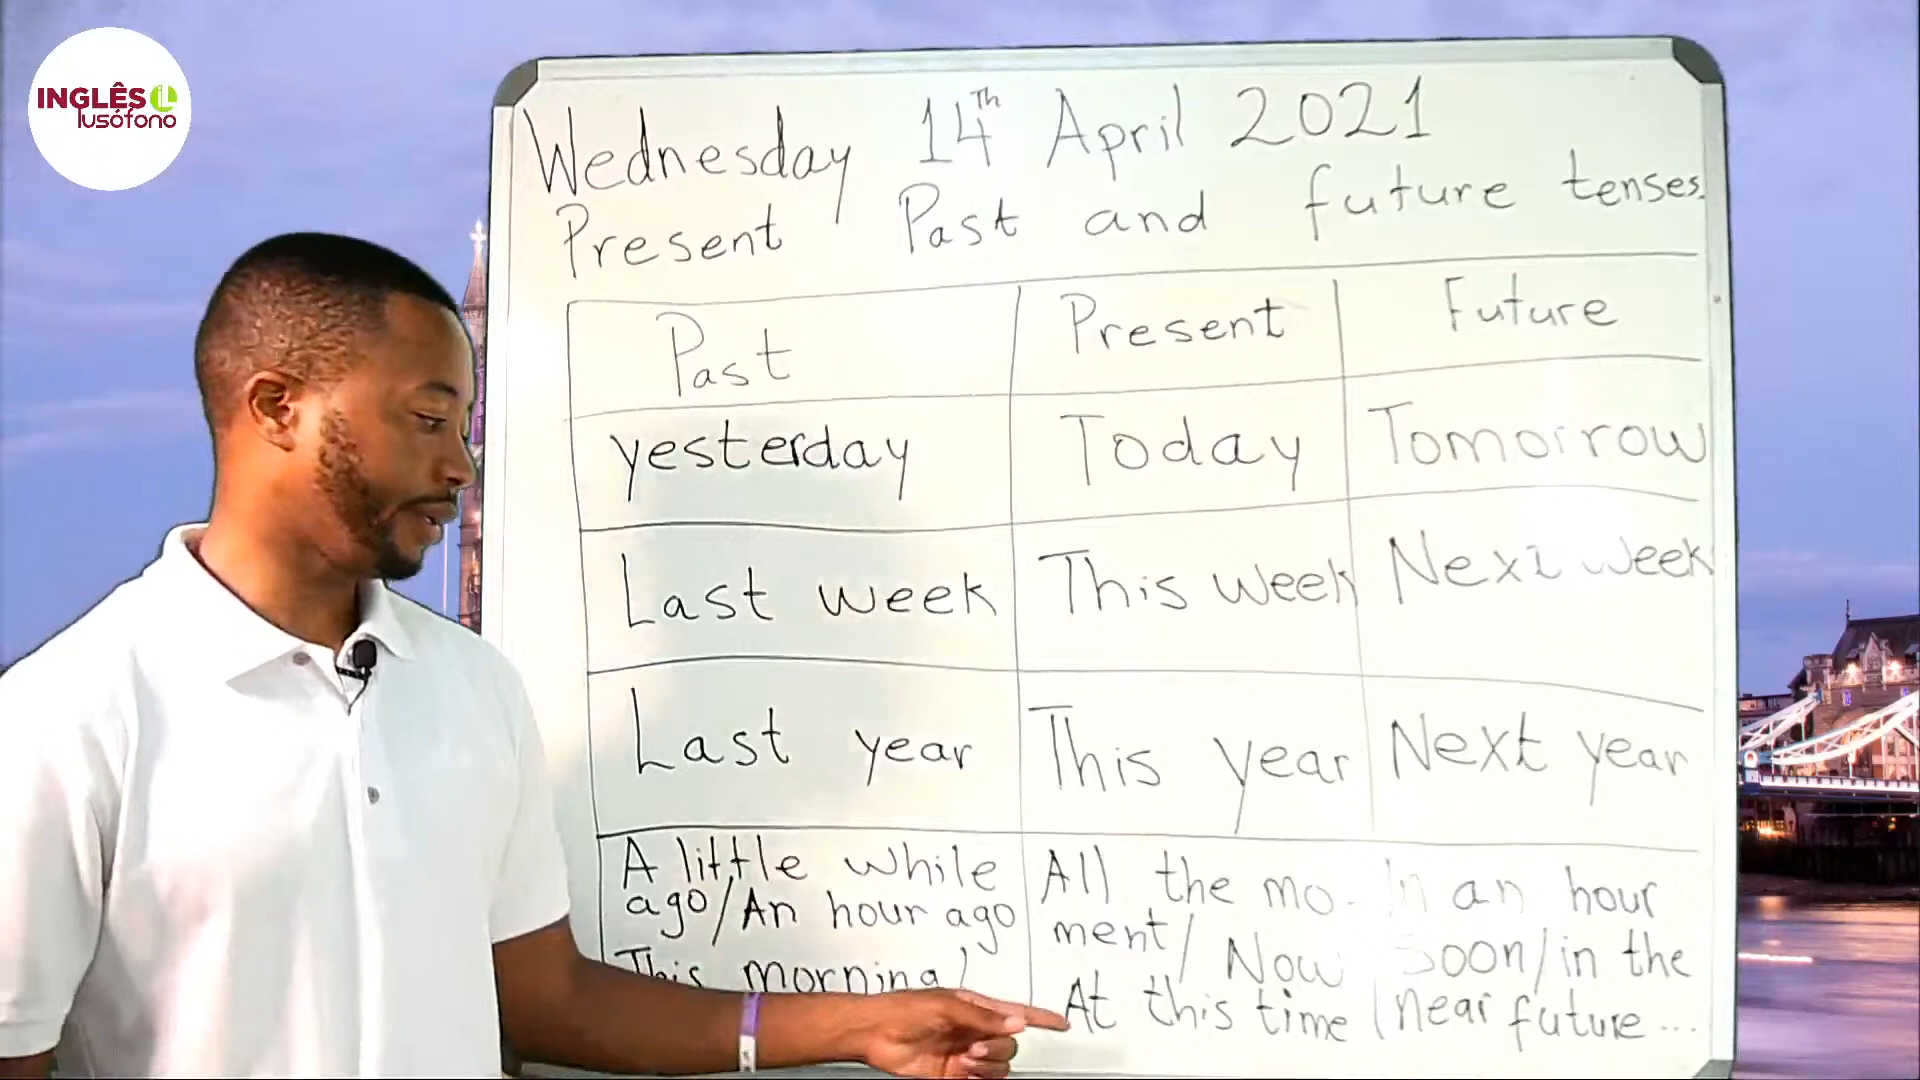 INGLÊS
lusófono
Wednesday 14th April 2021
Present Past and future tenses.
Past Present Future
yesterday Today Tomorrow
Last week This week Next week
Last year This year Next year
A little while
ago/An hour ago
This morning/
All the mo-
ment/ Now
At this time
In an hour
Soon/in the
near future...